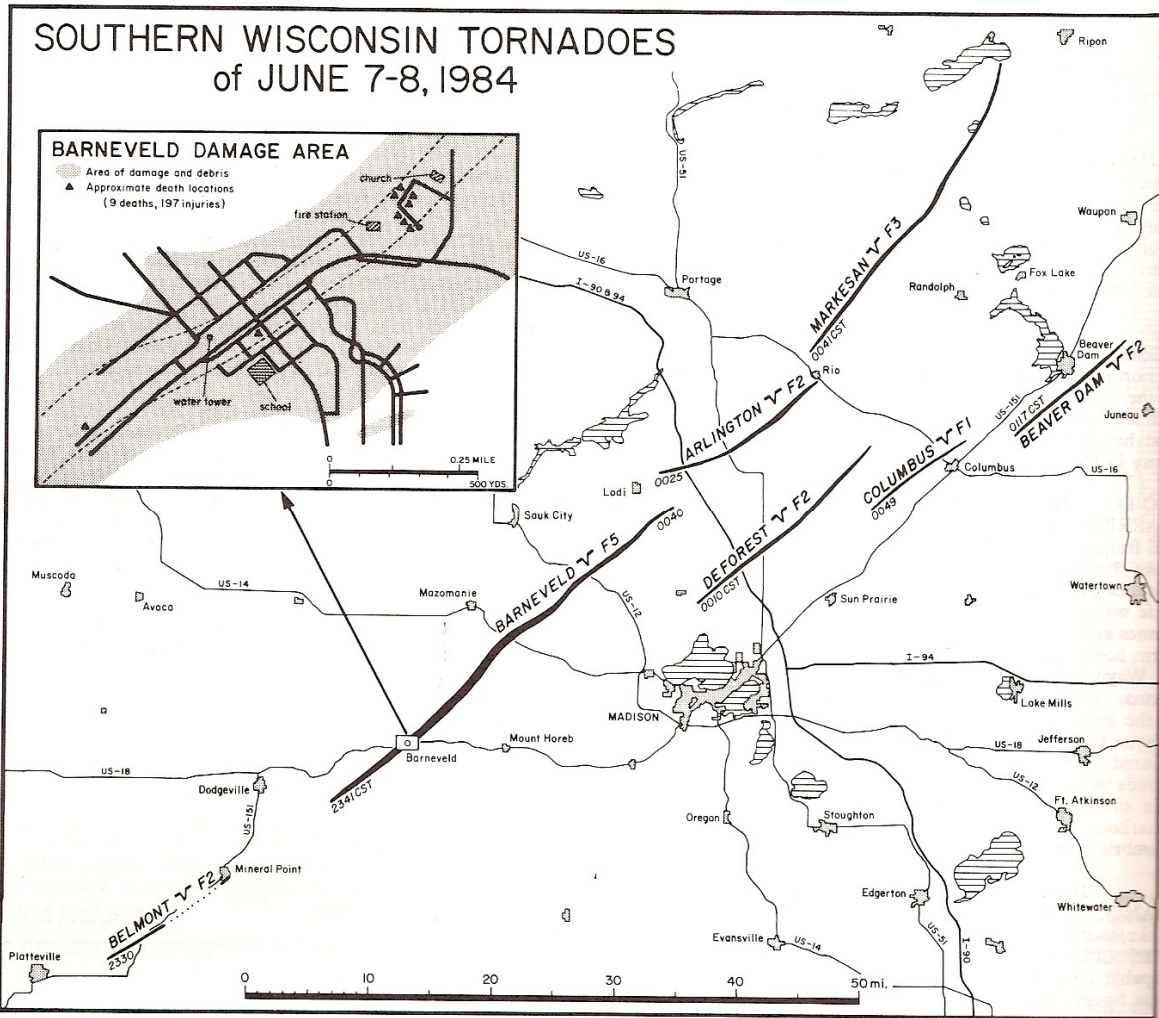 SOUTHERN WISCONSIN TORNADOES
of JUNE 7-8, 1984
BARNEVELD DAMAGE AREA
Area of damage and debris
Approximate death locations
(9 deaths, 197 injuries)
church
fire station
water tower
school
0 0.25 MILE
0 500 YDS.
Ripon
US-51
Waupon
US-16
Portage
I-90 & 94
MARKESAN F3
0041 CST
Fox Lake
Randolph
Beaver
Dam
Rio
US-151
0117 CST
BEAVER DAM F2
Juneau
ARLINGTON F2
0025
COLUMBUS F1
0049
Columbus
US-16
Lodi
Sauk City
0040
DEFOREST F2
0010 CST
BARNEVELD F5
Muscoda
Avoca
US-14
Mazomanie
US-12
Sun Prairie
Watertown
I-94
MADISON
Lake Mills
Barneveld
Mount Horeb
US-18
Jefferson
US-18
Dodgeville
2341 CST
US-12
Ft. Atkinson
US-151
Oregon
Stoughton
Mineral Point
BELMONT F2
2330
Edgerton
Whitewater
Evansville
US-14
US-51
I-90
Platteville
0 10 20 30 40 50 mi.